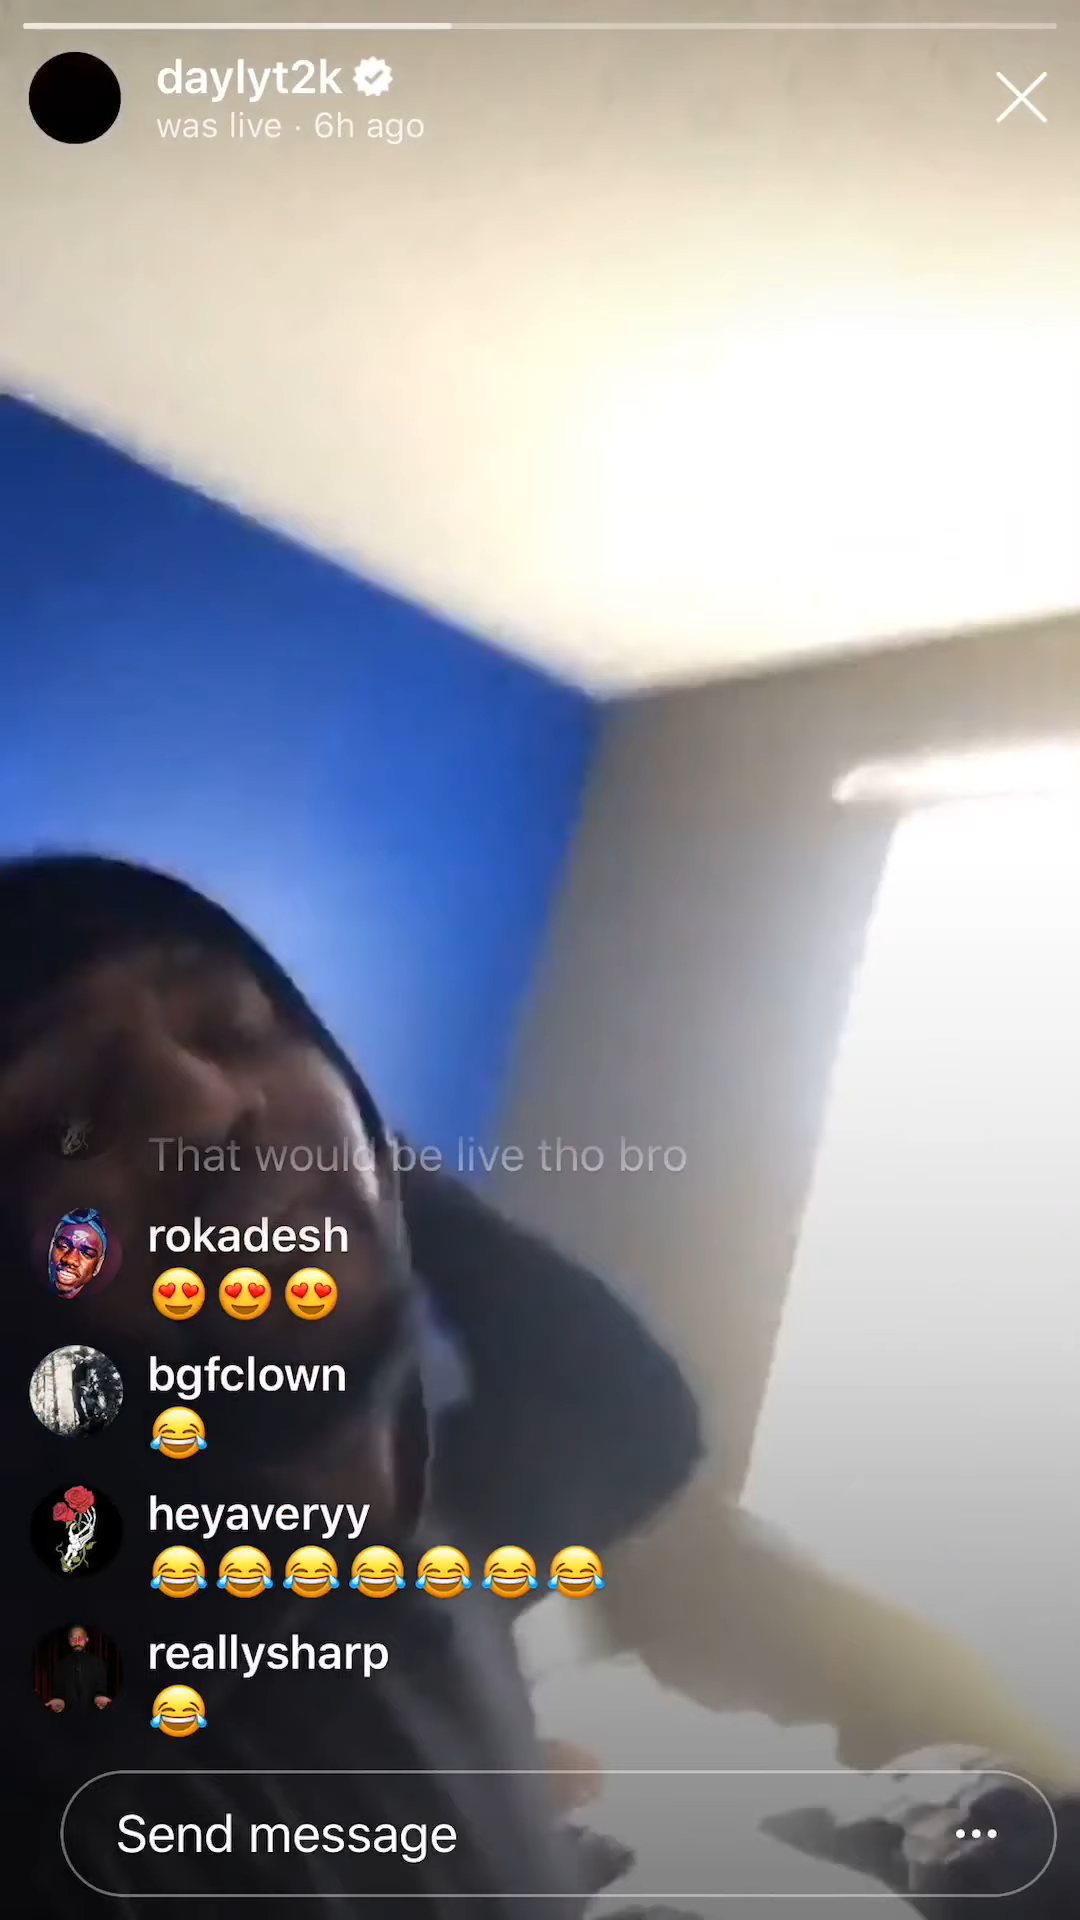 daylyt2k
was live · 6h ago
That would be live tho bro
rokadesh
😍😍😍
bgfclown
😂
heyaveryy
😂😂😂😂😂😂😂
reallysharp
😂
Send message